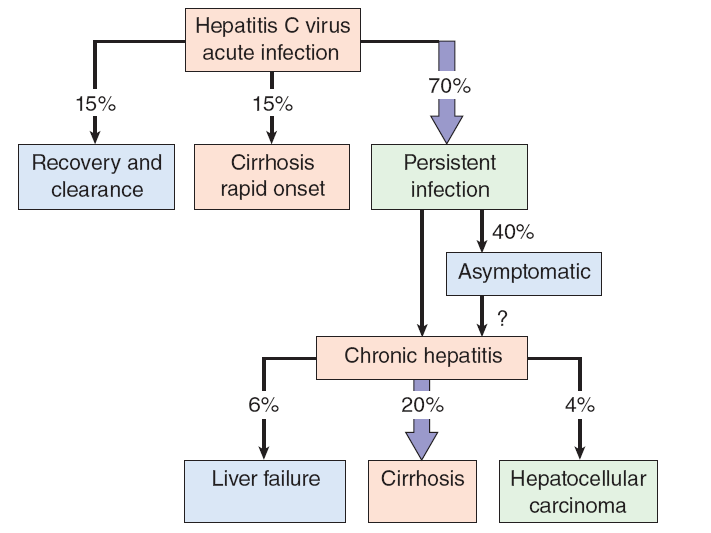 Hepatitis C virus
acute infection
15%
15%
70%
Recovery and
clearance
Cirrhosis
rapid onset
Persistent
infection
40%
Asymptomatic
?
Chronic hepatitis
6%
20%
4%
Liver failure
Cirrhosis
Hepatocellular
carcinoma